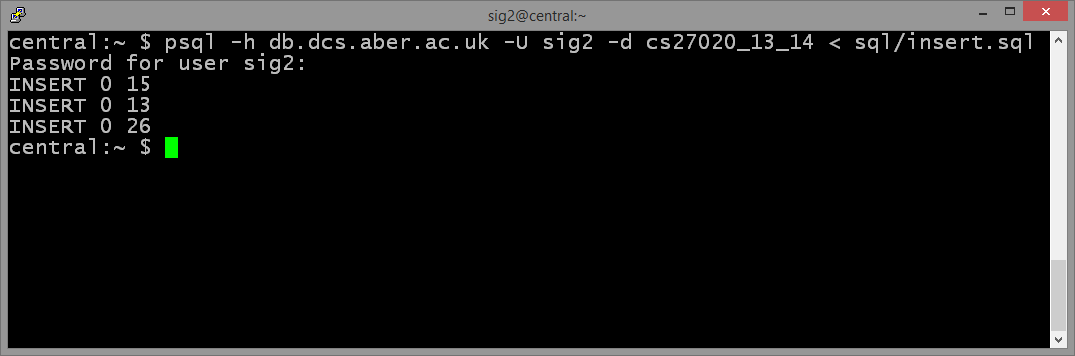 sig2@central:~
central:~ $ psql -h db.dcs.aber.ac.uk -U sig2 -d cs27020_13_14 < sql/insert.sql
Password for user sig2:
INSERT 0 15
INSERT 0 13
INSERT 0 26
central:~ $